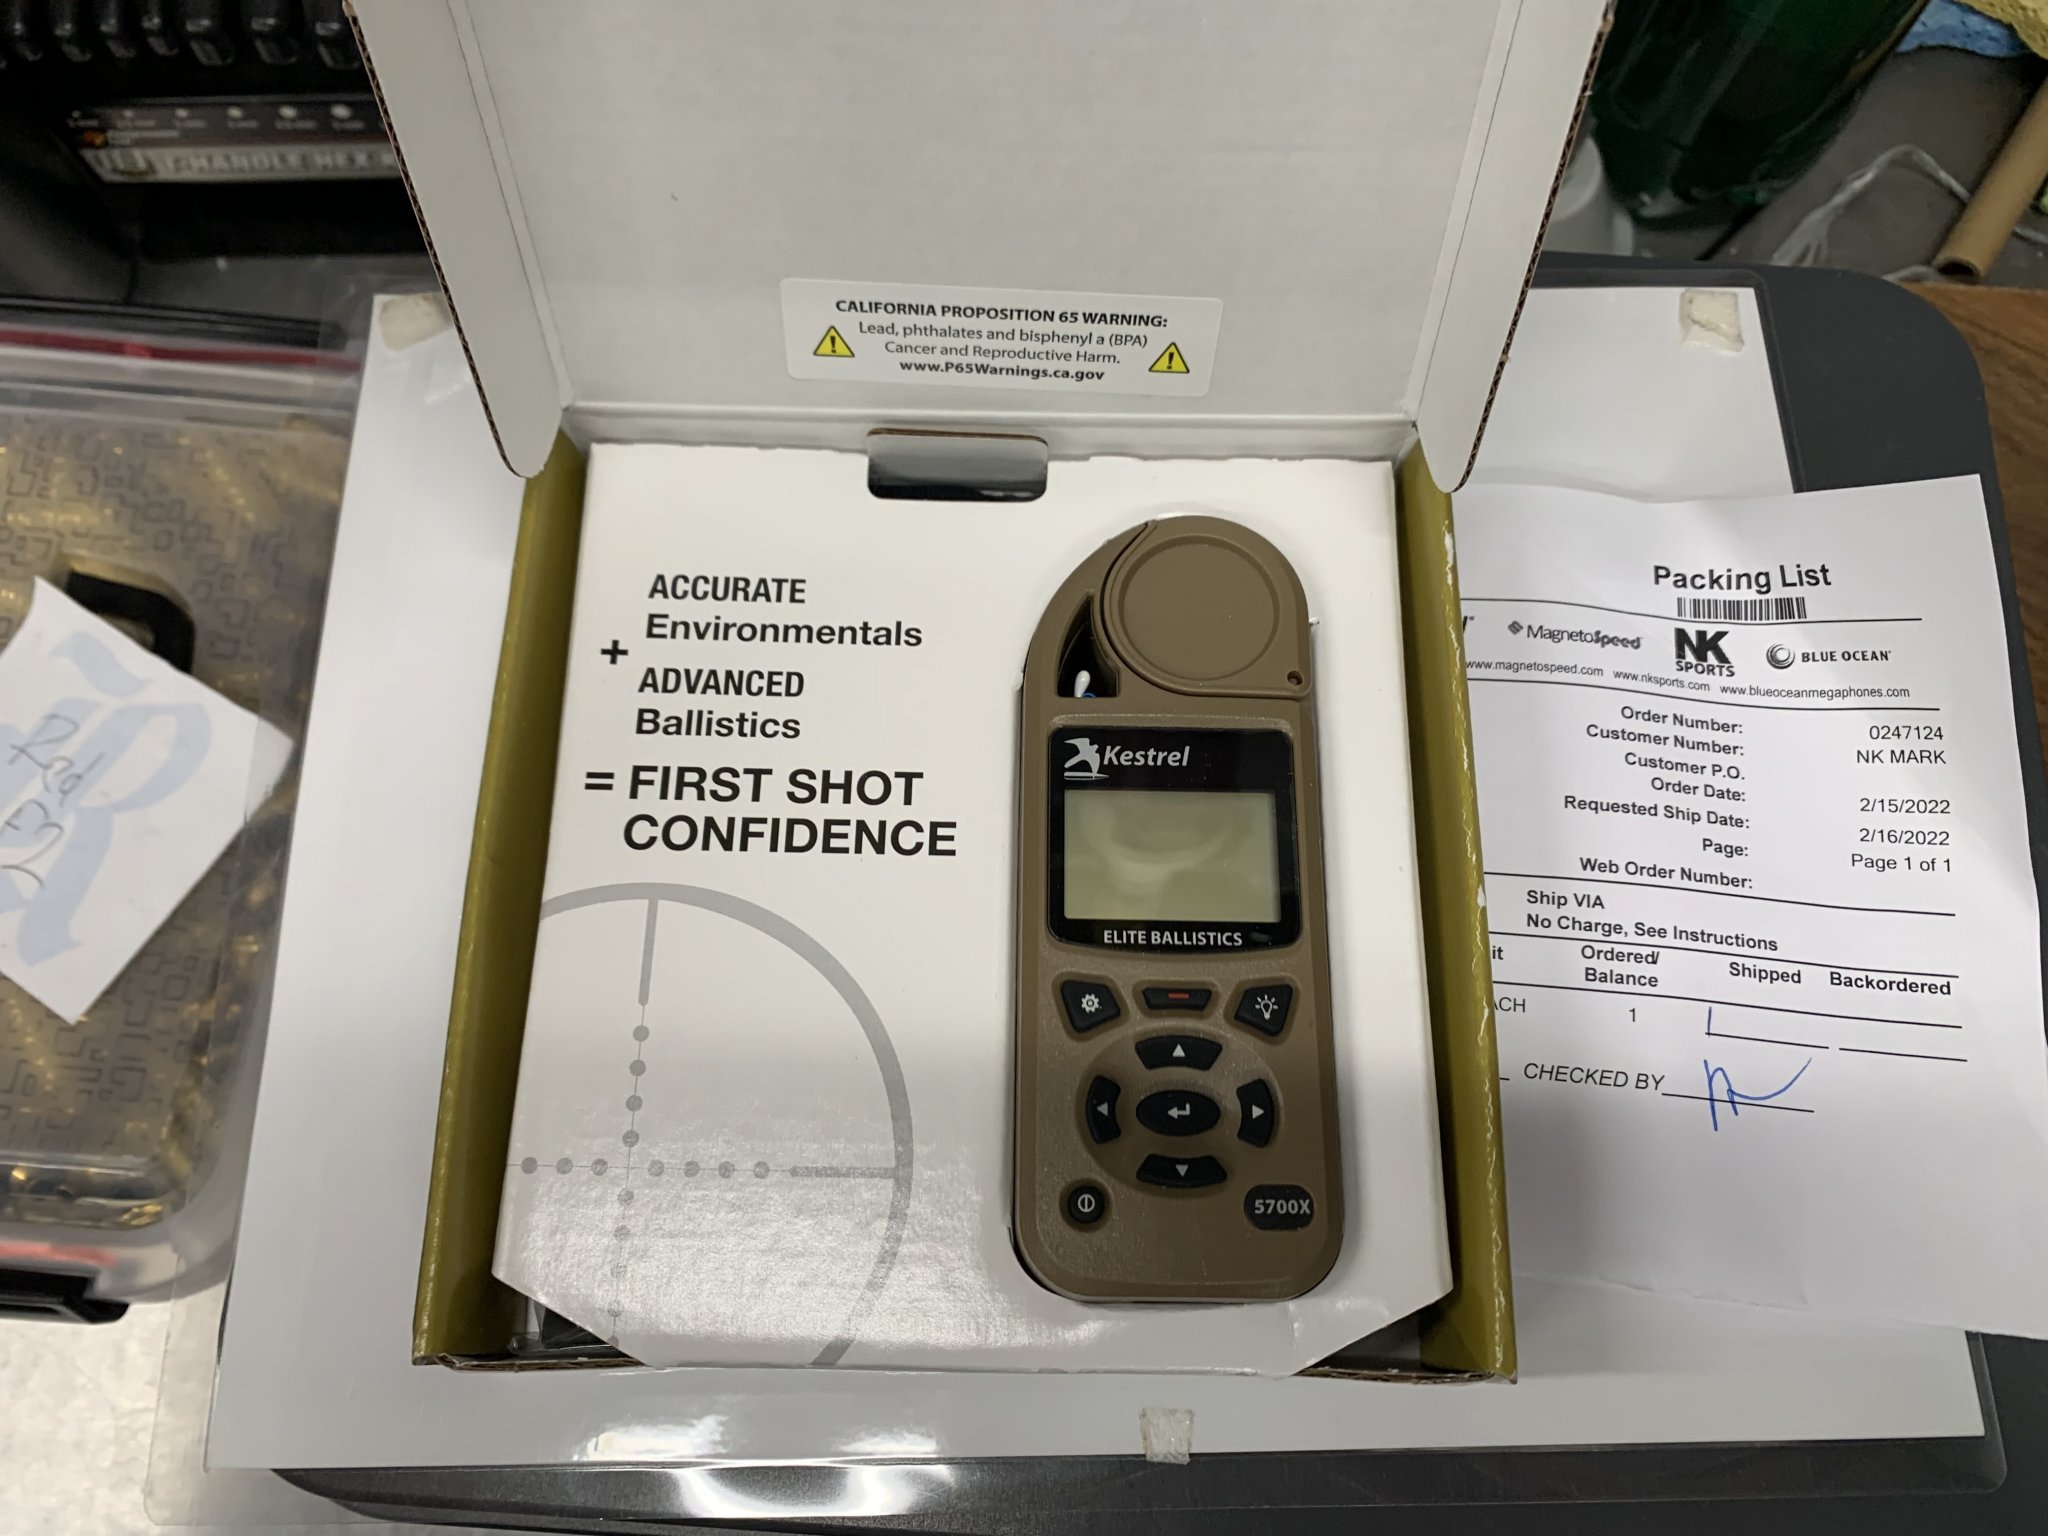 CALIFORNIA PROPOSITION 65 WARNING:
Lead, phthalates and bisphenyl a (BPA)
Cancer and Reproductive Harm.
www.P65Warnings.ca.gov
ACCURATE
Environmentals
+
ADVANCED
Ballistics
= FIRST SHOT
CONFIDENCE
Kestrel
ELITE BALLISTICS
5700X
Packing List
MagnetoSpeed
NK
SPORTS
BLUE OCEAN
www.magnetospeed.com www.nksports.com www.blueoceanmegaphones.com
Order Number: 0247124
Customer Number: NK MARK
Customer P.O.
Order Date: 2/15/2022
Requested Ship Date: 2/16/2022
Page: Page 1 of 1
Web Order Number:
Ship VIA
No Charge, See Instructions
Ordered/
Balance
Shipped
Backordered
1
CHECKED BY
Red